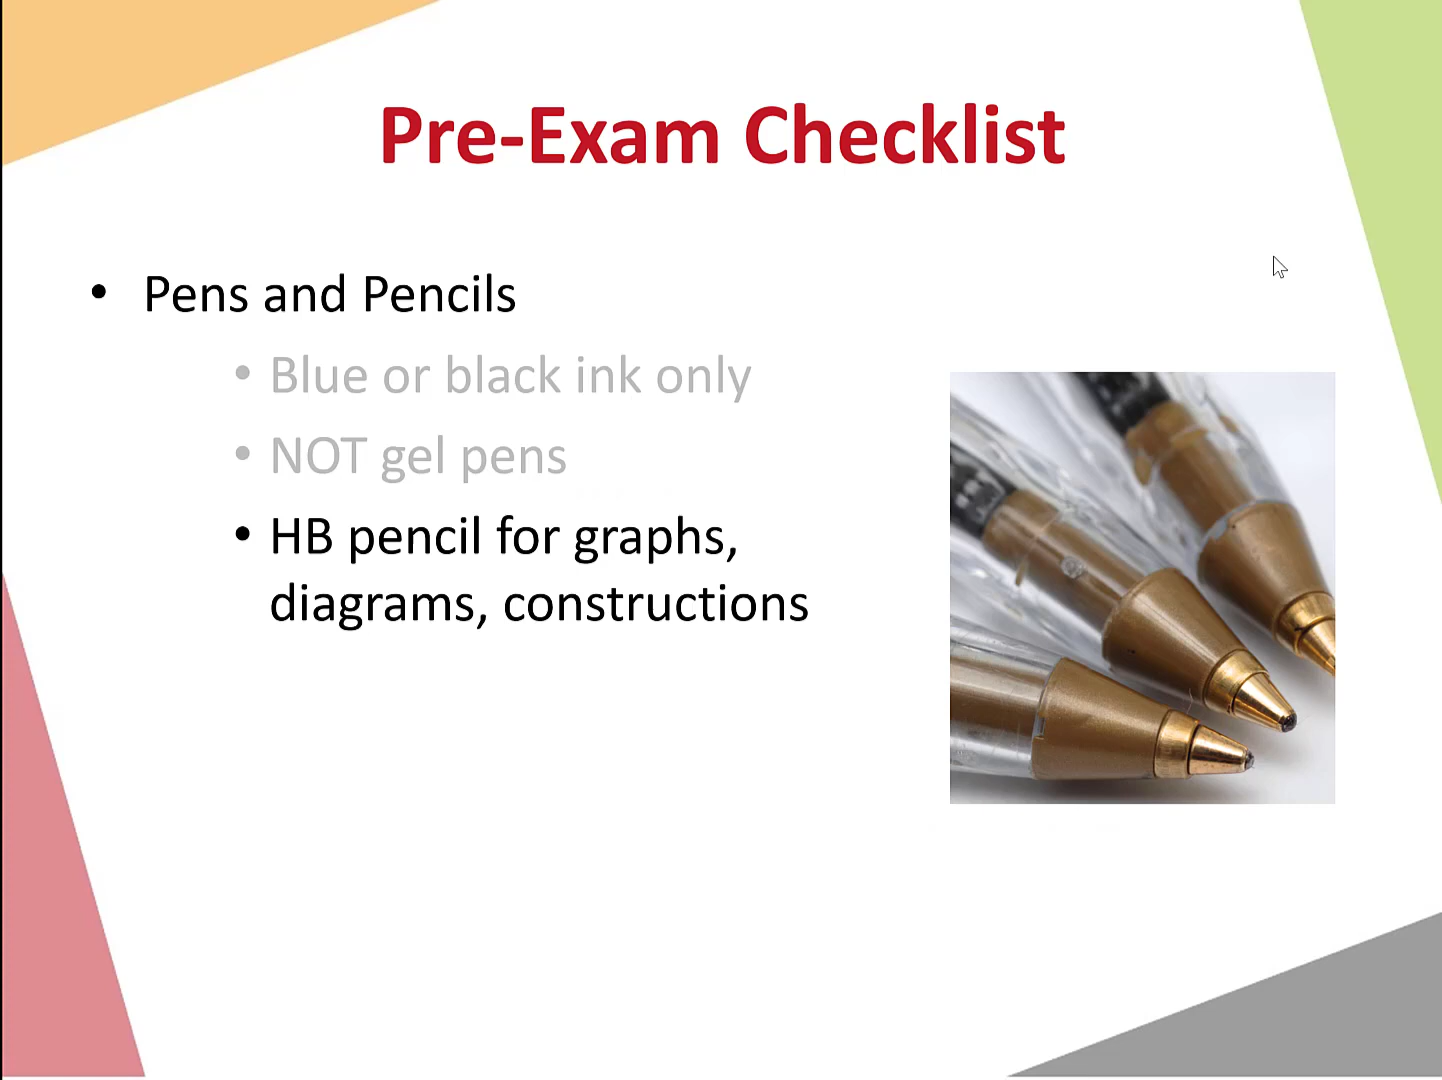 Pre-Exam Checklist
• Pens and Pencils
• Blue or black ink only
• NOT gel pens
• HB pencil for graphs,
diagrams, constructions